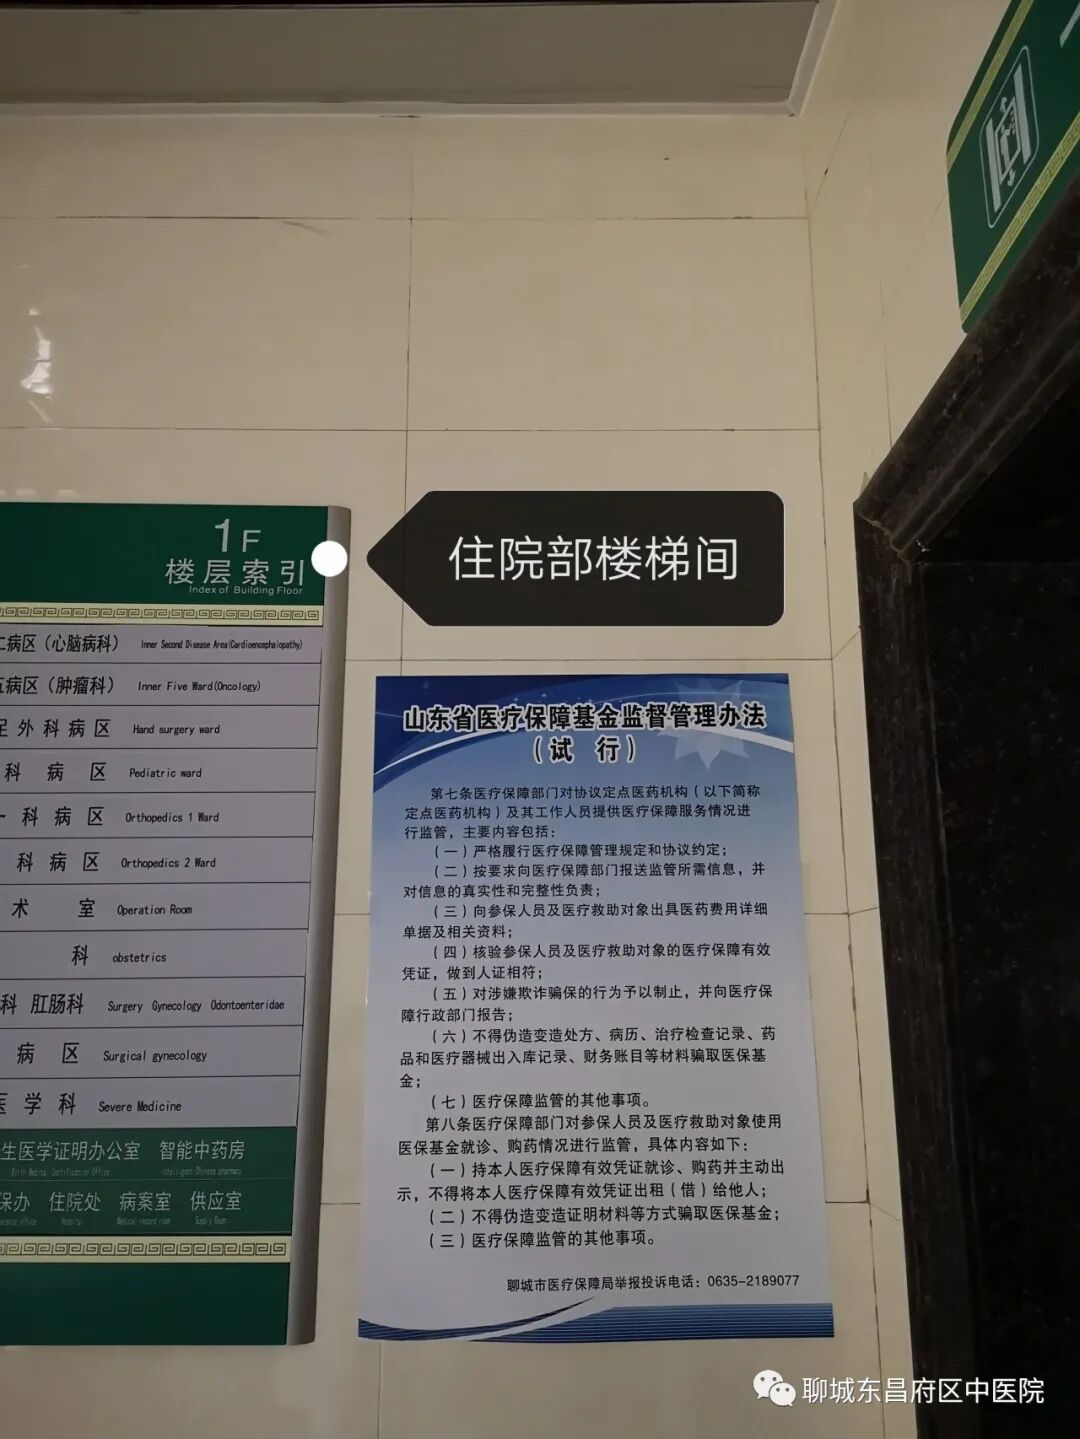 1F
楼层索引
Index of Building Floor
病区（心脑病科） Inner Second Disease Area(Cardioencephalopathy)
病区（肿瘤科） Inner Five Ward(Oncology)
外科病区 Hand surgery ward
科病区 Pediatric ward
科病区 Orthopedics 1 Ward
科病区 Orthopedics 2 Ward
术室 Operation Room
科 obstetrics
科 肛肠科 Surgery Gynecology Odontoenteridae
病区 Surgical gynecology
医学科 Severe Medicine
生医学证明办公室 智能中药房
Birth Medical Certification Office Intelligent Chinese pharmacy
保办 住院处 病案室 供应室
Hospital Medical record room Supply Room
住院部楼梯间
山东省医疗保障基金监督管理办法
（试 行）
第七条医疗保障部门对协议定点医药机构（以下简称
定点医药机构）及其工作人员提供医疗保障服务情况进
行监管，主要内容包括：
（一）严格履行医疗保障管理规定和协议约定；
（二）按要求向医疗保障部门报送监管所需信息，并
对信息的真实性和完整性负责；
（三）向参保人员及医疗救助对象出具医药费用详细
单据及相关资料；
（四）核验参保人员及医疗救助对象的医疗保障有效
凭证，做到人证相符；
（五）对涉嫌欺诈骗保的行为予以制止，并向医疗保
障行政部门报告；
（六）不得伪造变造处方、病历、治疗检查记录、药
品和医疗器械出入库记录、财务账目等材料骗取医保基
金；
（七）医疗保障监管的其他事项。
第八条医疗保障部门对参保人员及医疗救助对象使用
医保基金就诊、购药情况进行监管，具体内容如下：
（一）持本人医疗保障有效凭证就诊、购药并主动出
示，不得将本人医疗保障有效凭证出租（借）给他人；
（二）不得伪造变造证明材料等方式骗取医保基金；
（三）医疗保障监管的其他事项。
聊城市医疗保障局举报投诉电话：0635-2189077
聊城东昌府区中医院